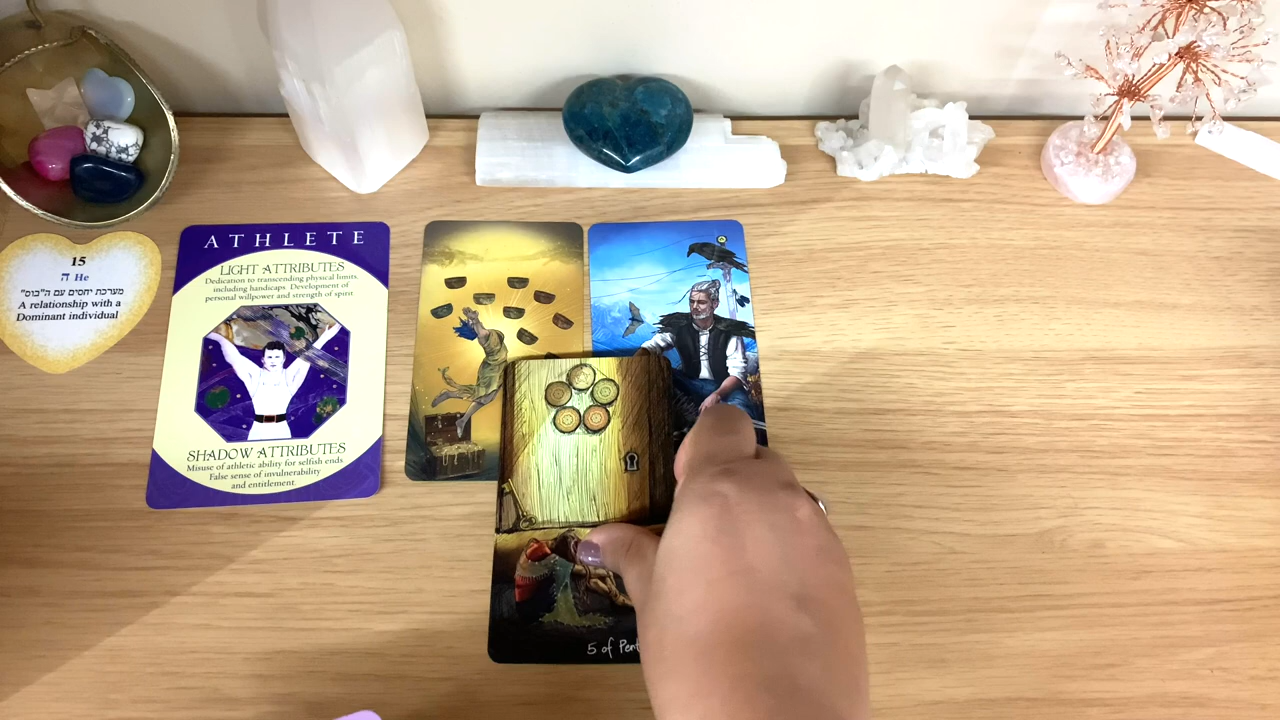 15
ה He
מערכת יחסים עם ה"בוס"
A relationship with a
Dominant individual
ATHLETE
LIGHT ATTRIBUTES
Dedication to transcending physical limits,
including handicaps. Development of
personal willpower and strength of spirit
SHADOW ATTRIBUTES
Misuse of athletic ability for selfish ends.
False sense of invulnerability
and entitlement.
5 of Pent